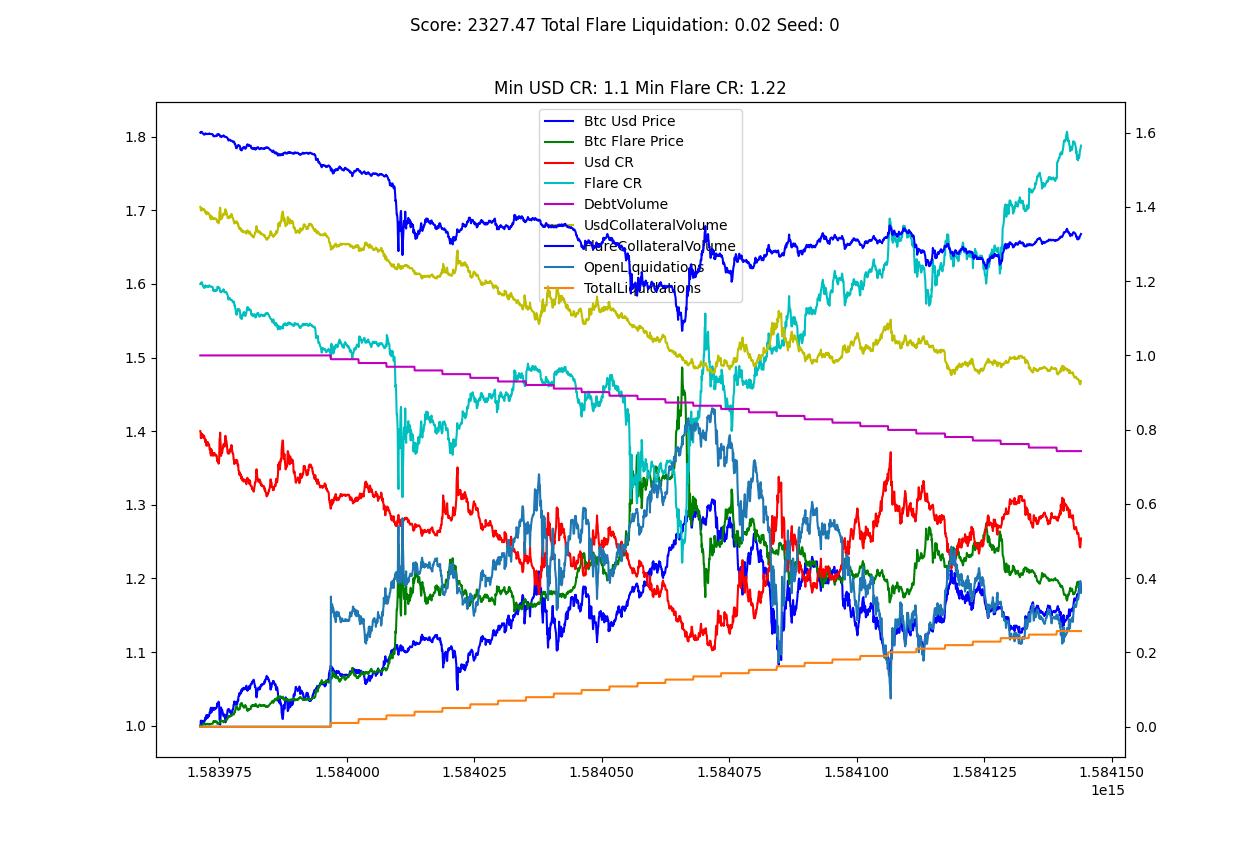 Score: 2327.47 Total Flare Liquidation: 0.02 Seed: 0
Min USD CR: 1.1 Min Flare CR: 1.22
Btc Usd Price
Btc Flare Price
Usd CR
Flare CR
DebtVolume
UsdCollateralVolume
FlareCollateralVolume
OpenLiquidations
TotalLiquidations
1.8
1.7
1.6
1.5
1.4
1.3
1.2
1.1
1.0
1.6
1.4
1.2
1.0
0.8
0.6
0.4
0.2
0.0
1.583975
1.584000
1.584025
1.584050
1.584075
1.584100
1.584125
1.584150
1e15